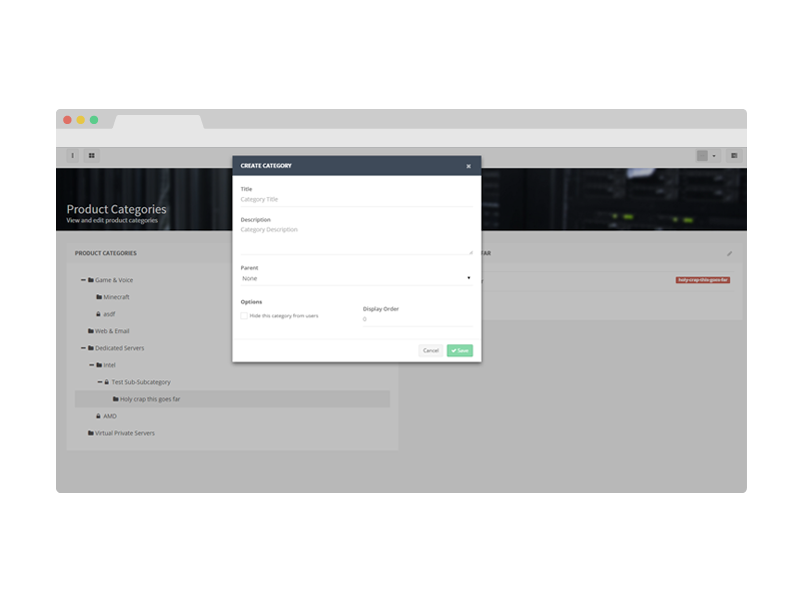 CREATE CATEGORY
Title
Category Title
Description
Category Description
Parent
None
Options
Hide this category from users
Display Order
0
Cancel
Save
Product Categories
View and edit product categories
PRODUCT CATEGORIES
Game & Voice
Minecraft
asdf
Web & Email
Dedicated Servers
Intel
Test Sub-Subcategory
Holy crap this goes far
AMD
Virtual Private Servers
holy crap this goes far